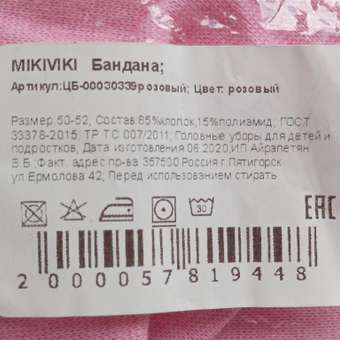 MIKIVIKI Бандана;
Артикул:ЦБ-00030339розовый; Цвет: розовый
Размер 50-52, Состав:85%хлопок,15%полиамид; ГОСТ
33378-2015; ТР ТС 007/2011; Головные уборы для детей и
подростков, Дата изготовления 06.2020,ИП Айрапетян
В.Б. Факт. адрес пр-ва 357500 Россия г.Пятигорск
ул.Ермолова 42, Перед использованием стирать
30
EAC
2000057819448